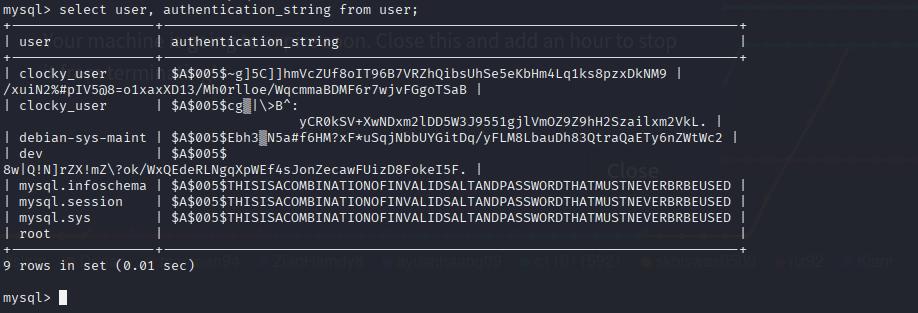 mysql> select user, authentication_string from user;
+------------------+------------------------------------------------------------------------+
| user | authentication_string |
+------------------+------------------------------------------------------------------------+
| clocky_user | $A$005$~g]5C]]hmVcZUf8oIT96B7VRZhQibsUhSe5eKbHm4Lq1ks8pzxDkNM9 |
/xuiN2%#pIV5@8=o1xaxXD13/Mh0rlloe/WqcmmaBDMF6r7wjvFGgoTSaB |
| clocky_user | $A$005$cg▒|\>B^:
yCR0kSV+XwNDxm2lDD5W3J9551gjlVmOZ9Z9hH2Szailxm2VkL. |
| debian-sys-maint | $A$005$Ebh3▒N5a#f6HM?xF*uSqjNbbUYGitDq/yFLM8LbauDh83QtraQaETy6nZWtWc2 |
| dev | $A$005$
8w|Q!N]rZX!mZ\?ok/WxQEderRLNgqXpWEf4sJonZecawFUizD8FokeI5F. |
| mysql.infoschema | $A$005$THISISACOMBINATIONOFINVALIDSALTANDPASSWORDTHATMUSTNEVERBRBEUSED |
| mysql.session | $A$005$THISISACOMBINATIONOFINVALIDSALTANDPASSWORDTHATMUSTNEVERBRBEUSED |
| mysql.sys | $A$005$THISISACOMBINATIONOFINVALIDSALTANDPASSWORDTHATMUSTNEVERBRBEUSED |
| root | |
+------------------+------------------------------------------------------------------------+
9 rows in set (0.01 sec)
mysql>
Close